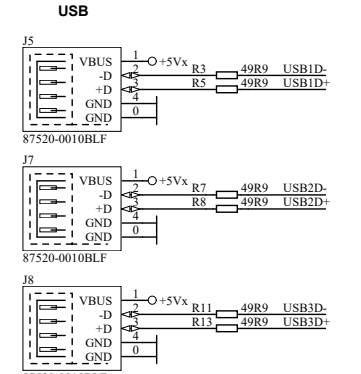 USB
J5
VBUS 1 +5Vx
-D 2 R3 49R9 USB1D-
+D 3 R5 49R9 USB1D+
GND 4
GND 0
87520-0010BLF
J7
VBUS 1 +5Vx
-D 2 R7 49R9 USB2D-
+D 3 R8 49R9 USB2D+
GND 4
GND 0
87520-0010BLF
J8
VBUS 1 +5Vx
-D 2 R11 49R9 USB3D-
+D 3 R13 49R9 USB3D+
GND 4
GND 0